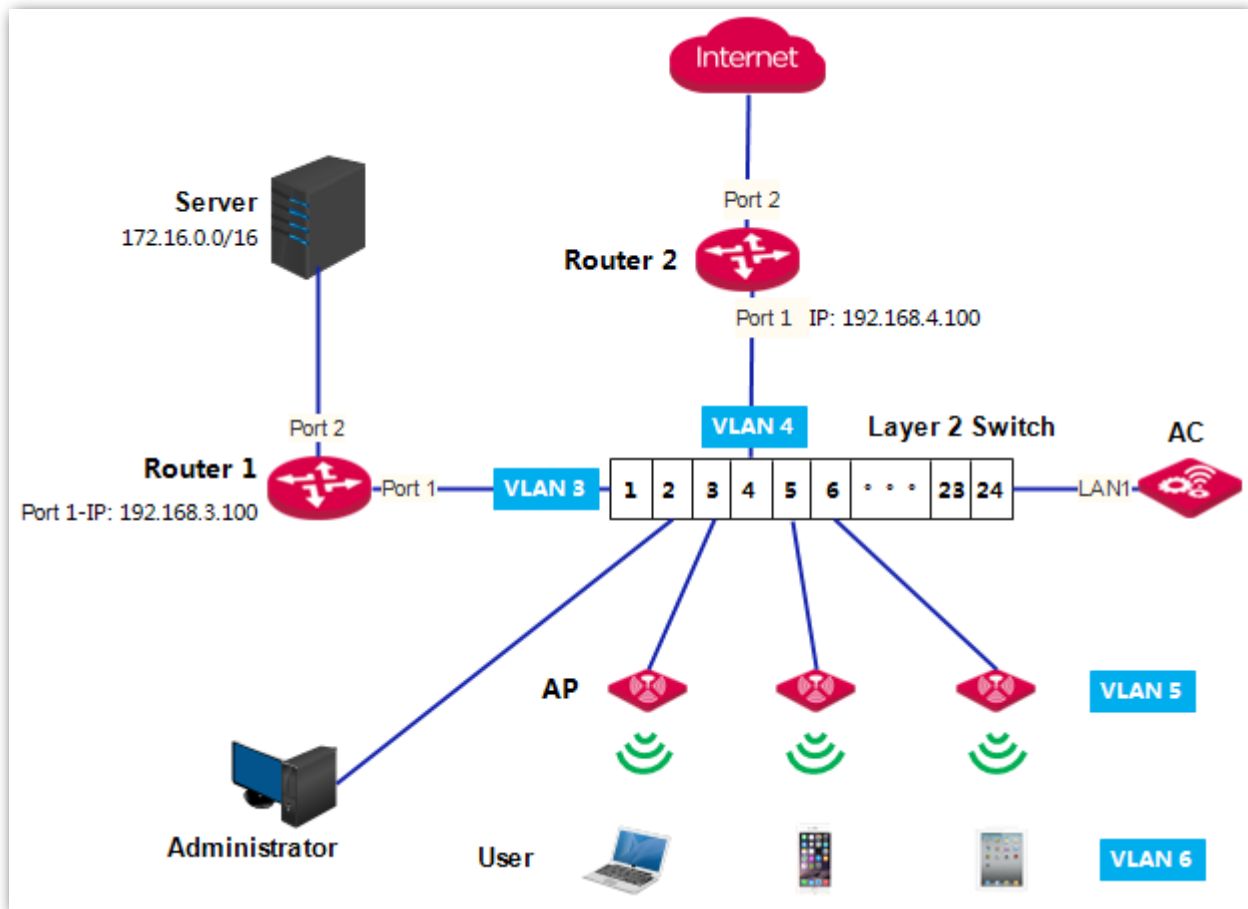 Internet
Port 2
Server
172.16.0.0/16
Router 2
Port 1 IP: 192.168.4.100
VLAN 4
Layer 2 Switch
AC
Port 2
Router 1
Port 1-IP: 192.168.3.100
Port 1
VLAN 3
1 2 3 4 5 6 ° ° ° 23 24
LAN1
AP
VLAN 5
Administrator
User
VLAN 6